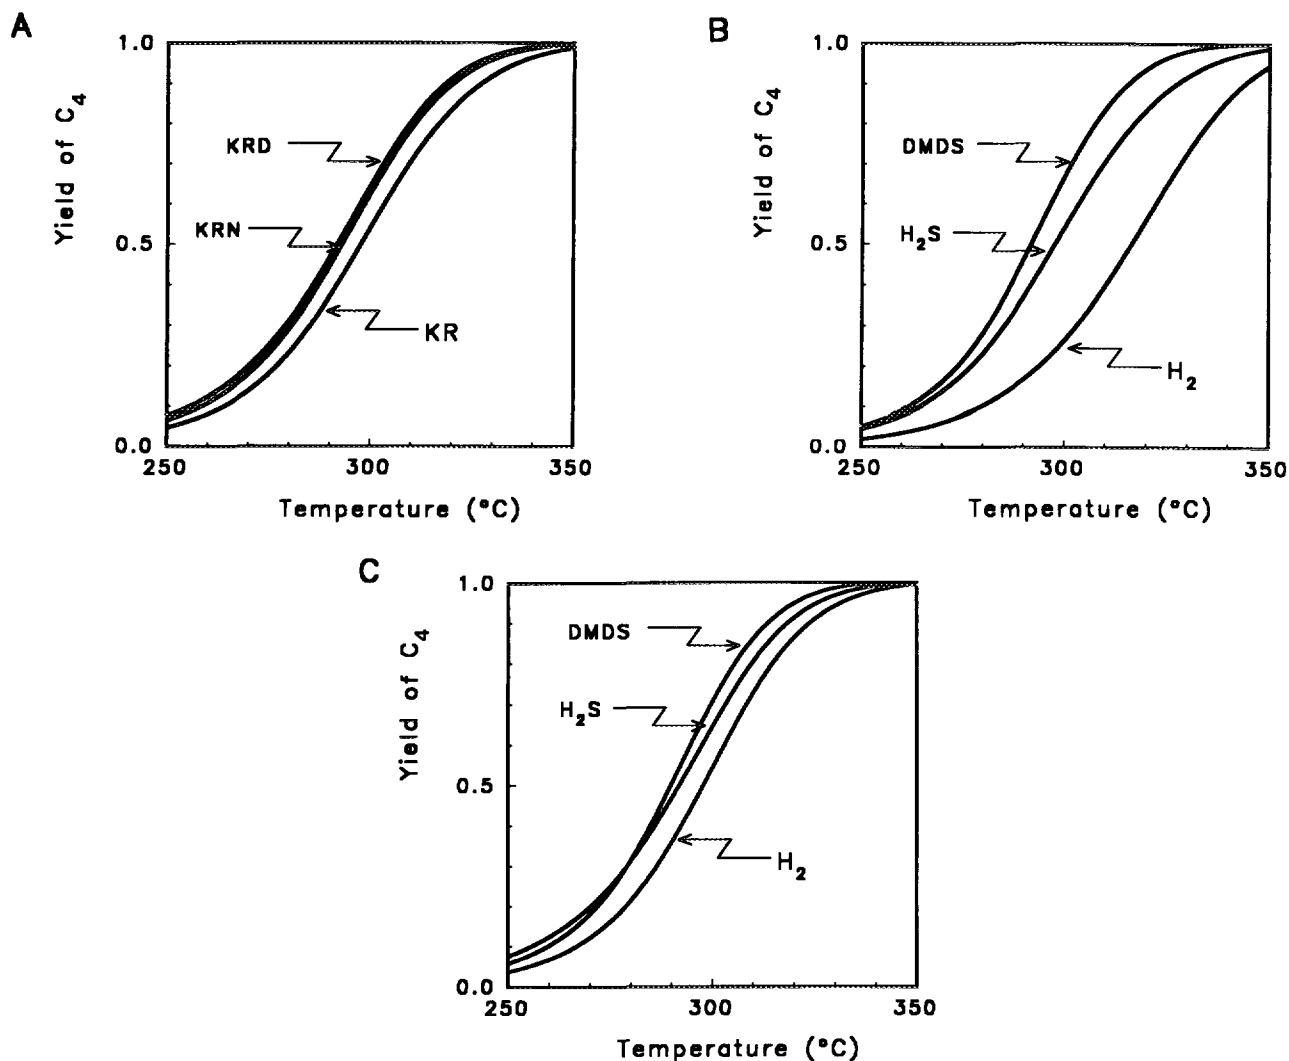 A
Yield of C₄
1.0
0.5
0.0
KRD
KRN
KR
250
300
350
Temperature (°C)
B
Yield of C₄
1.0
0.5
0.0
DMDS
H₂S
H₂
250
300
350
Temperature (°C)
C
Yield of C₄
1.0
0.5
0.0
DMDS
H₂S
H₂
250
300
350
Temperature (°C)